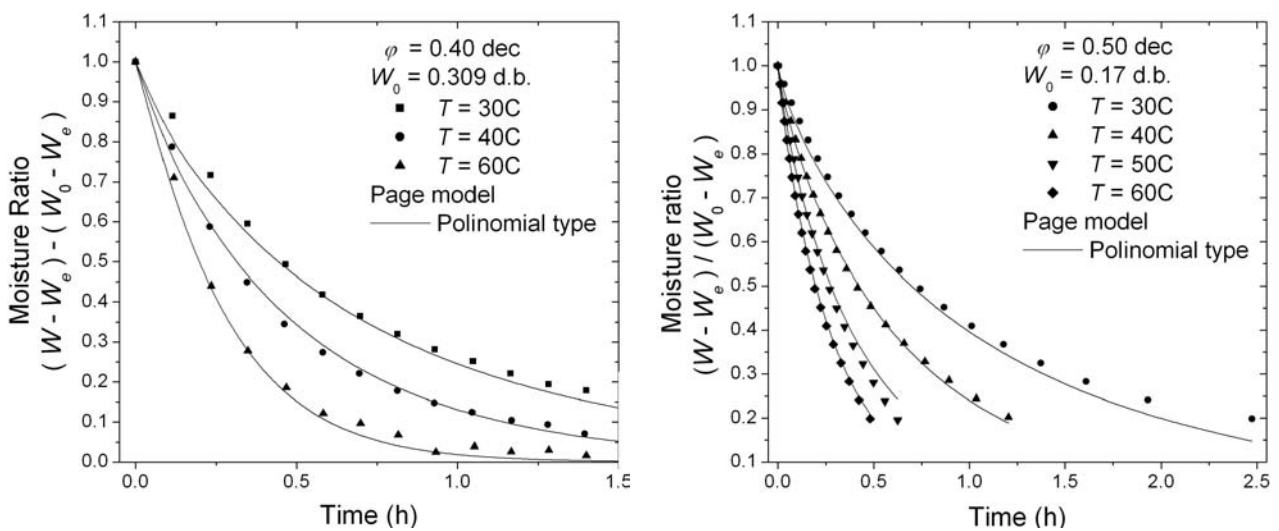 1.1
1.0
0.9
0.8
0.7
0.6
0.5
0.4
0.3
0.2
0.1
0.0
0.0
0.5
1.0
1.5
Time (h)
Moisture Ratio
( W - Wₑ ) - ( W₀ - Wₑ )
φ = 0.40 dec
W₀ = 0.309 d.b.
T = 30C
T = 40C
T = 60C
Page model
Polinomial type
1.1
1.0
0.9
0.8
0.7
0.6
0.5
0.4
0.3
0.2
0.1
0.0
0.5
1.0
1.5
2.0
2.5
Time (h)
Moisture ratio
(W - Wₑ) / (W₀ - Wₑ)
φ = 0.50 dec
W₀ = 0.17 d.b.
T = 30C
T = 40C
T = 50C
T = 60C
Page model
Polinomial type